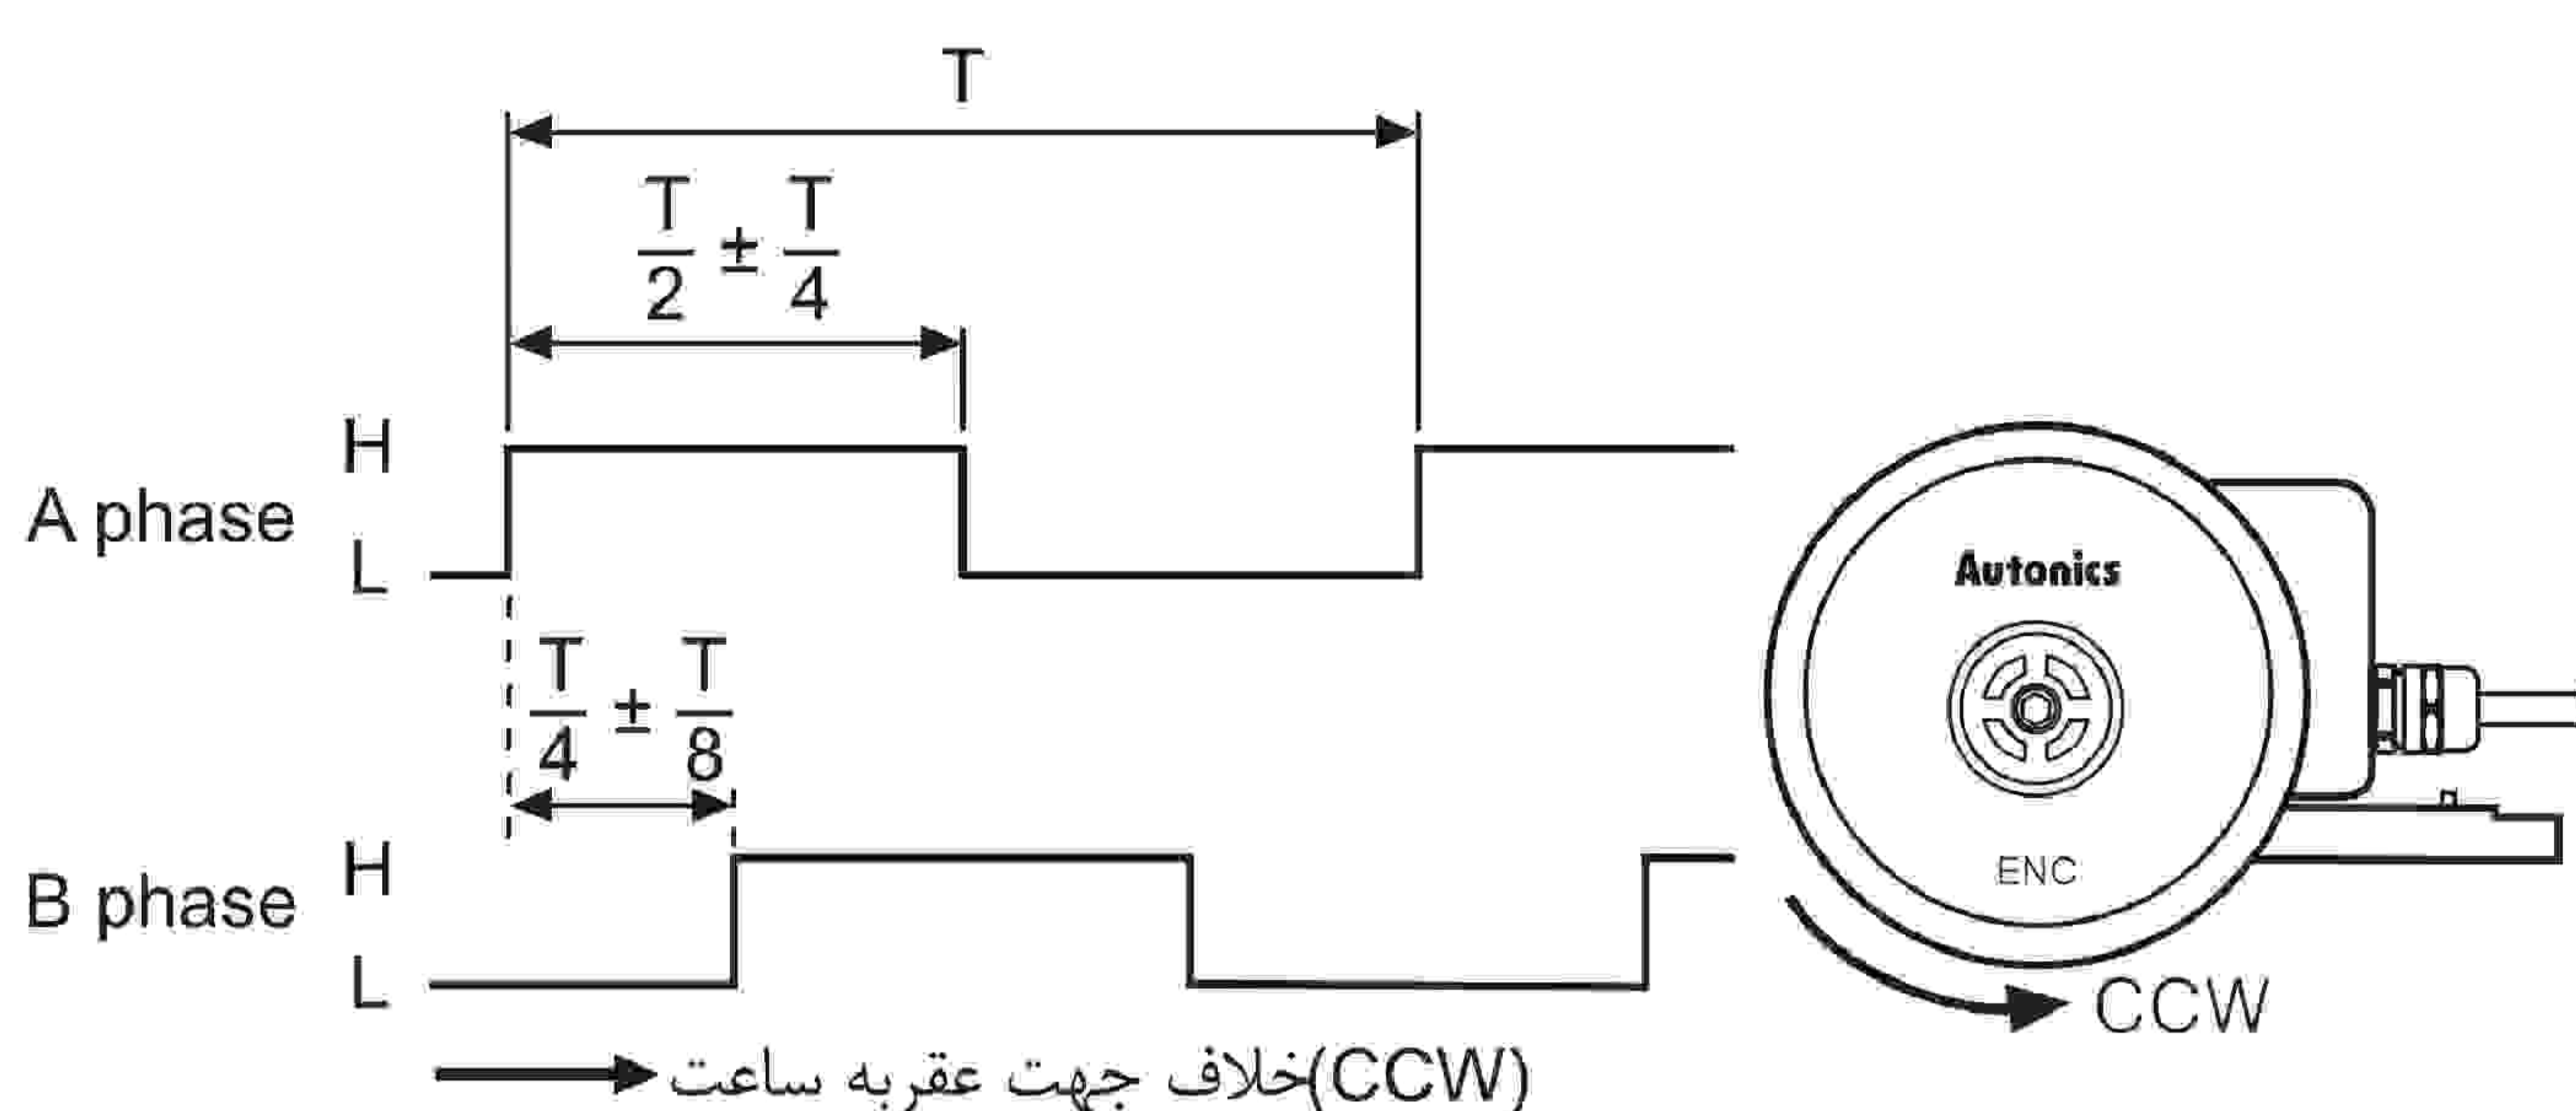 T
T/2 ± T/4
H
A phase
L
Autonics
T/4 ± T/8
H
B phase
L
ENC
CCW
خلاف جهت عقربه ساعت(CCW)